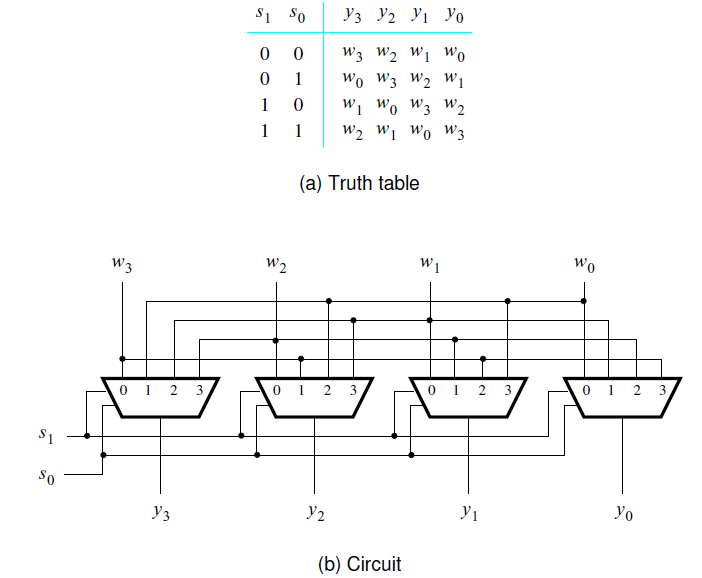 s1 s0 y3 y2 y1 y0
0 0 w3 w2 w1 w0
0 1 w0 w3 w2 w1
1 0 w1 w0 w3 w2
1 1 w2 w1 w0 w3
(a) Truth table
w3 w2 w1 w0
0 1 2 3 0 1 2 3 0 1 2 3 0 1 2 3
s1
s0
y3 y2 y1 y0
(b) Circuit